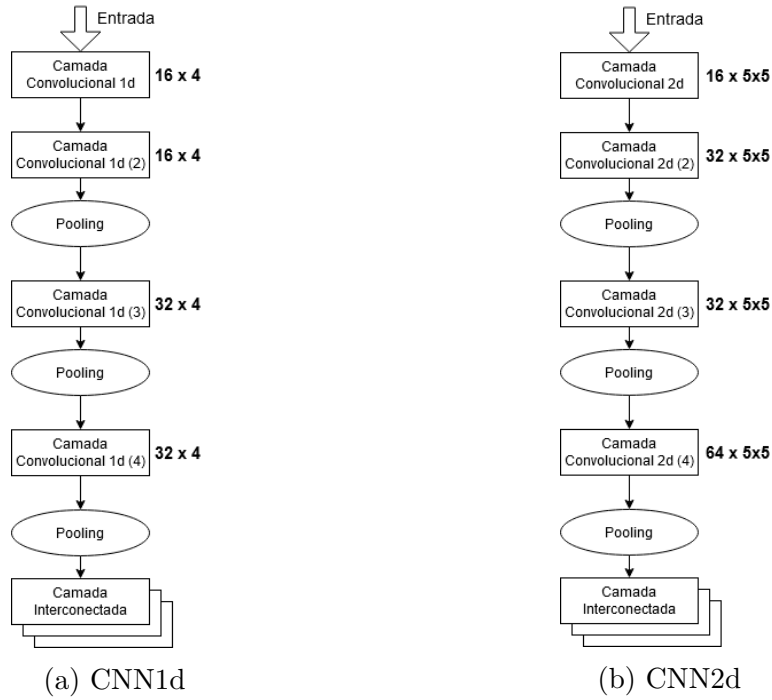 Entrada
Camada
Convolucional 1d
16 x 4
Camada
Convolucional 1d (2)
16 x 4
Pooling
Camada
Convolucional 1d (3)
32 x 4
Pooling
Camada
Convolucional 1d (4)
32 x 4
Pooling
Camada
Interconectada
(a) CNN1d
Entrada
Camada
Convolucional 2d
16 x 5x5
Camada
Convolucional 2d (2)
32 x 5x5
Pooling
Camada
Convolucional 2d (3)
32 x 5x5
Pooling
Camada
Convolucional 2d (4)
64 x 5x5
Pooling
Camada
Interconectada
(b) CNN2d